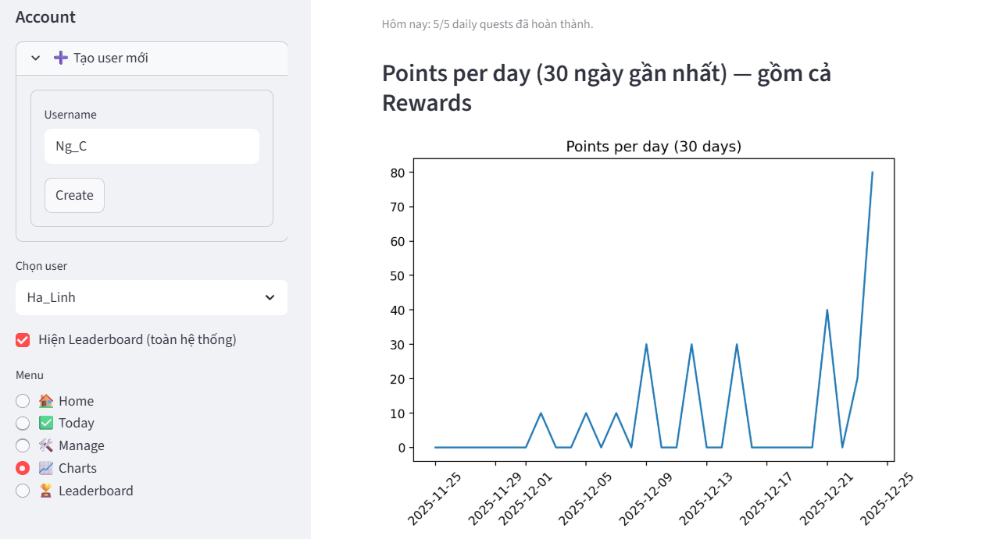 Account
Tạo user mới
Username
Ng_C
Create
Chọn user
Ha_Linh
Hiện Leaderboard (toàn hệ thống)
Menu
Home
Today
Manage
Charts
Leaderboard
Hôm nay: 5/5 daily quests đã hoàn thành.
Points per day (30 ngày gần nhất) — gồm cả
Rewards
Points per day (30 days)
80
70
60
50
40
30
20
10
0
2025-11-25
2025-11-29
2025-12-01
2025-12-05
2025-12-09
2025-12-13
2025-12-17
2025-12-21
2025-12-25